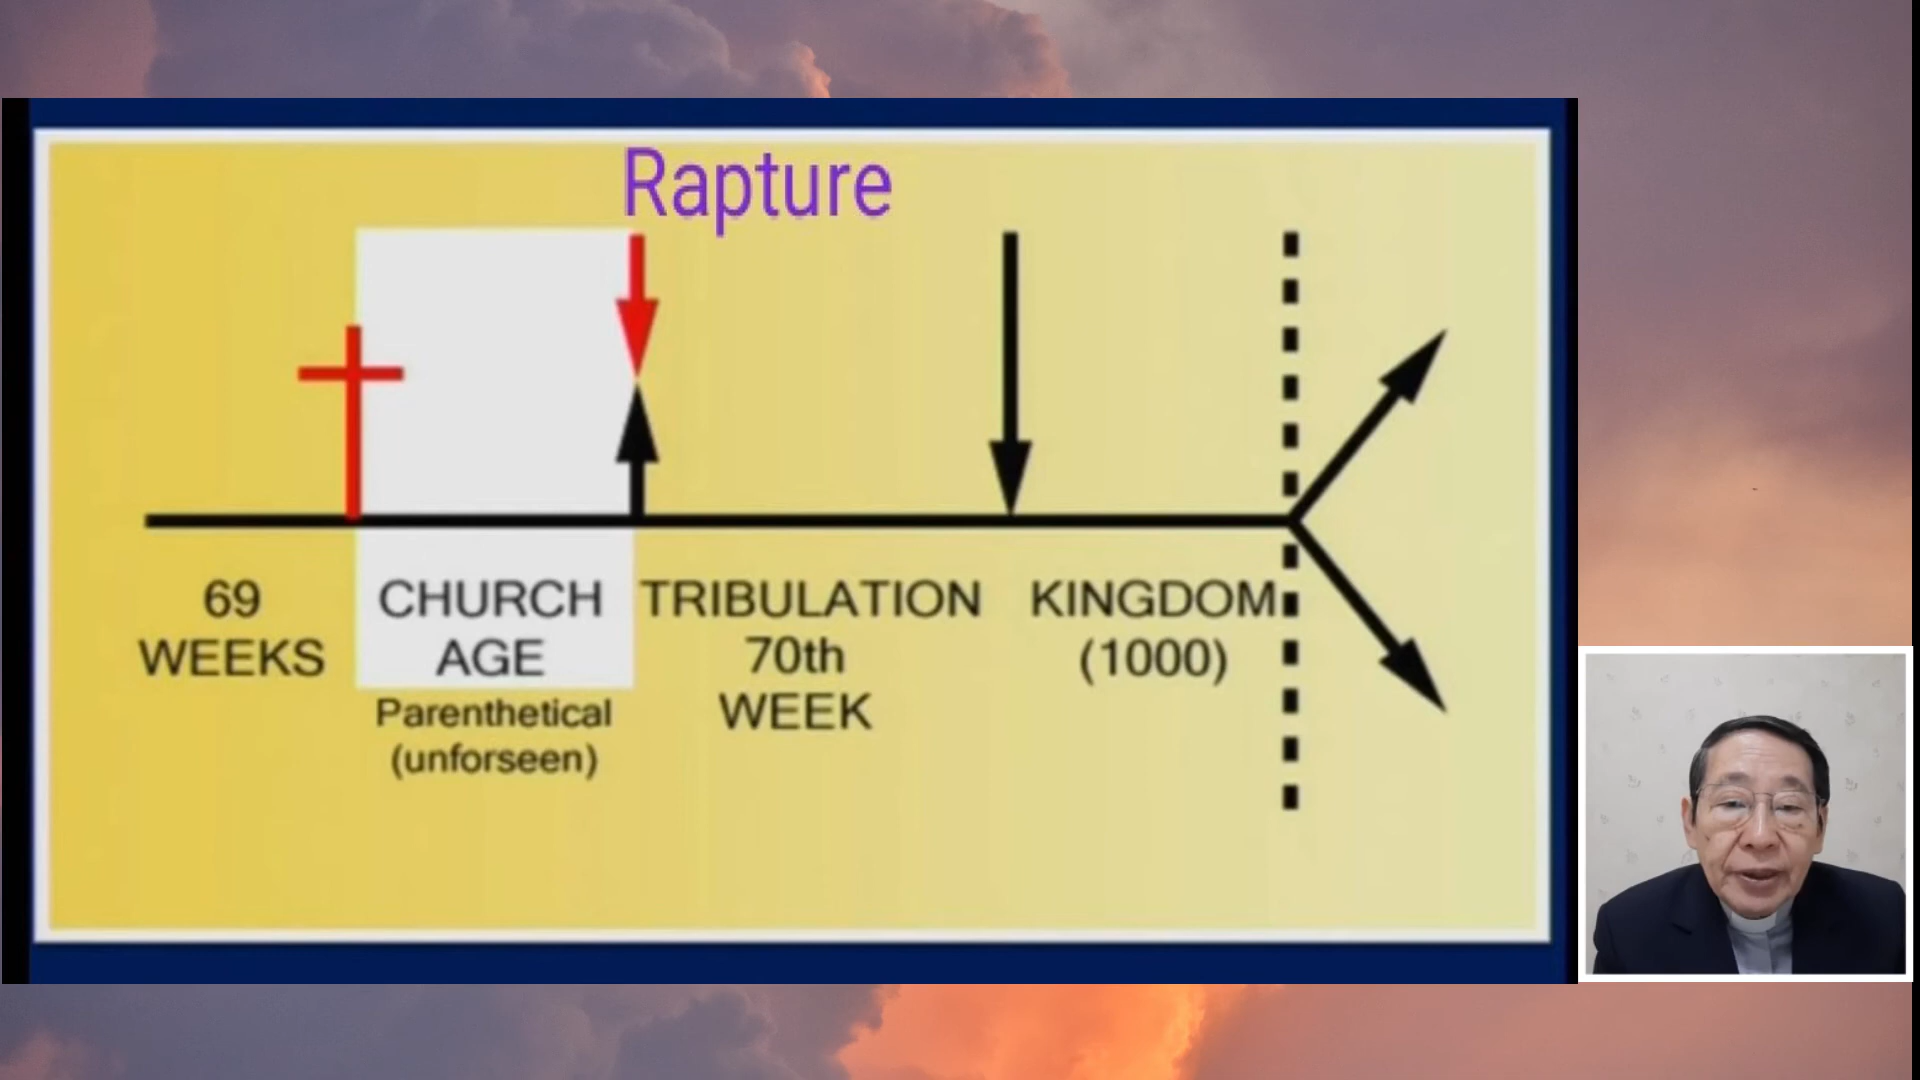 Rapture
69
WEEKS
CHURCH
AGE
Parenthetical
(unforseen)
TRIBULATION
70th
WEEK
KINGDOM
(1000)